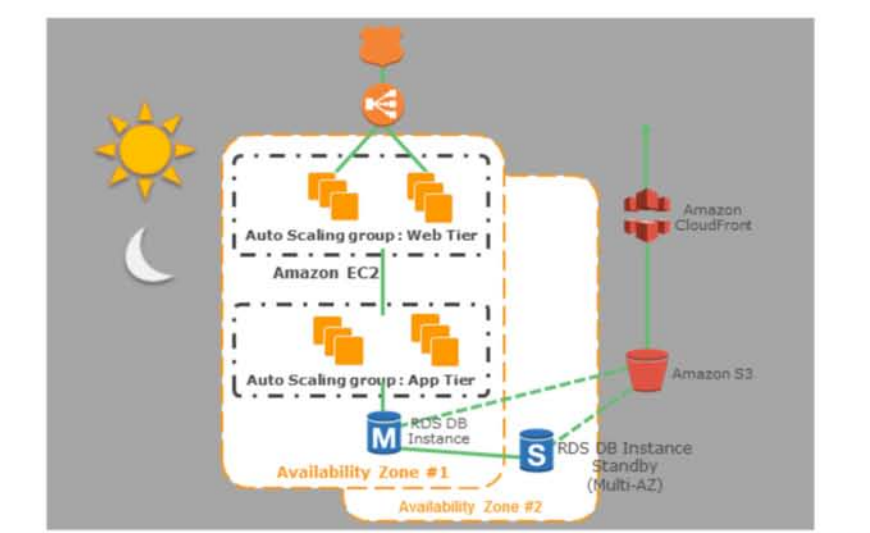 Auto Scaling group : Web Tier
Amazon EC2
Auto Scaling group : App Tier
M
RDS DB
Instance
Availability Zone #1
S
RDS DB Instance
Standby
(Multi-AZ)
Availability Zone #2
Amazon
CloudFront
Amazon S3